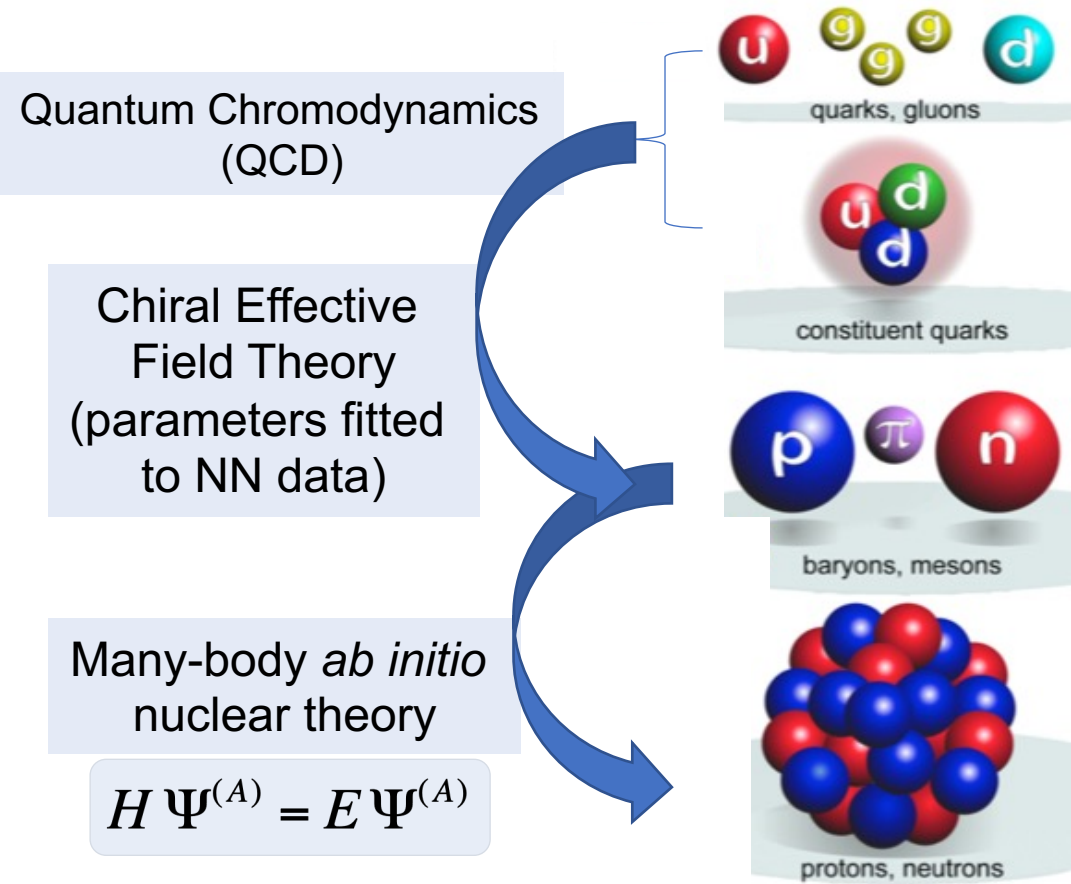 Quantum Chromodynamics
(QCD)
u g g g d
quarks, gluons
u d d
constituent quarks
Chiral Effective
Field Theory
(parameters fitted
to NN data)
p π n
baryons, mesons
Many-body ab initio
nuclear theory
H Ψ^(A) = E Ψ^(A)
protons, neutrons